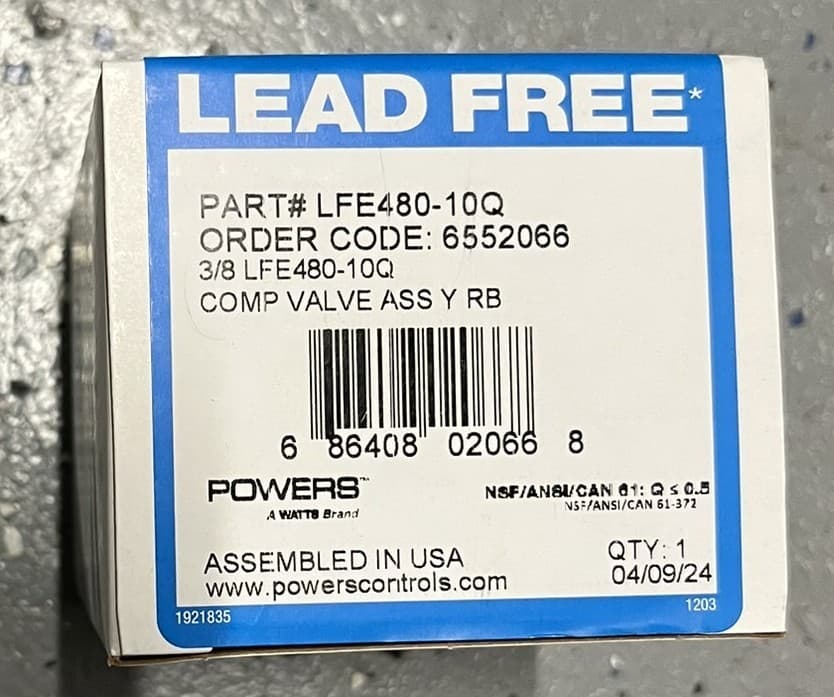 LEAD FREE*
PART# LFE480-10Q
ORDER CODE: 6552066
3/8 LFE480-10Q
COMP VALVE ASS Y RB
6 86408 02066 8
POWERS™
A WATTS Brand
NSF/ANSI/CAN 61: Q ≤ 0.5
NSF/ANSI/CAN 61-372
ASSEMBLED IN USA
www.powerscontrols.com
QTY: 1
04/09/24
1921835
1203